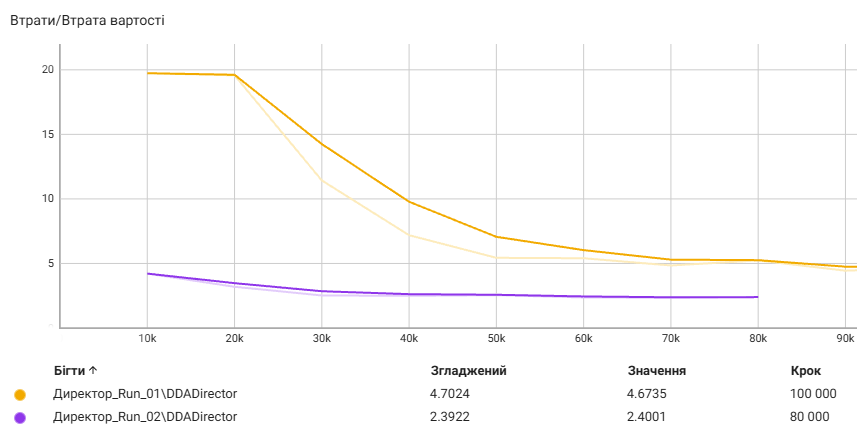 Втрати/Втрата вартості
20
15
10
5
10k 20k 30k 40k 50k 60k 70k 80k 90k
Бігти ↑ Згладжений Значення Крок
Директор_Run_01\DDADirector 4.7024 4.6735 100 000
Директор_Run_02\DDADirector 2.3922 2.4001 80 000